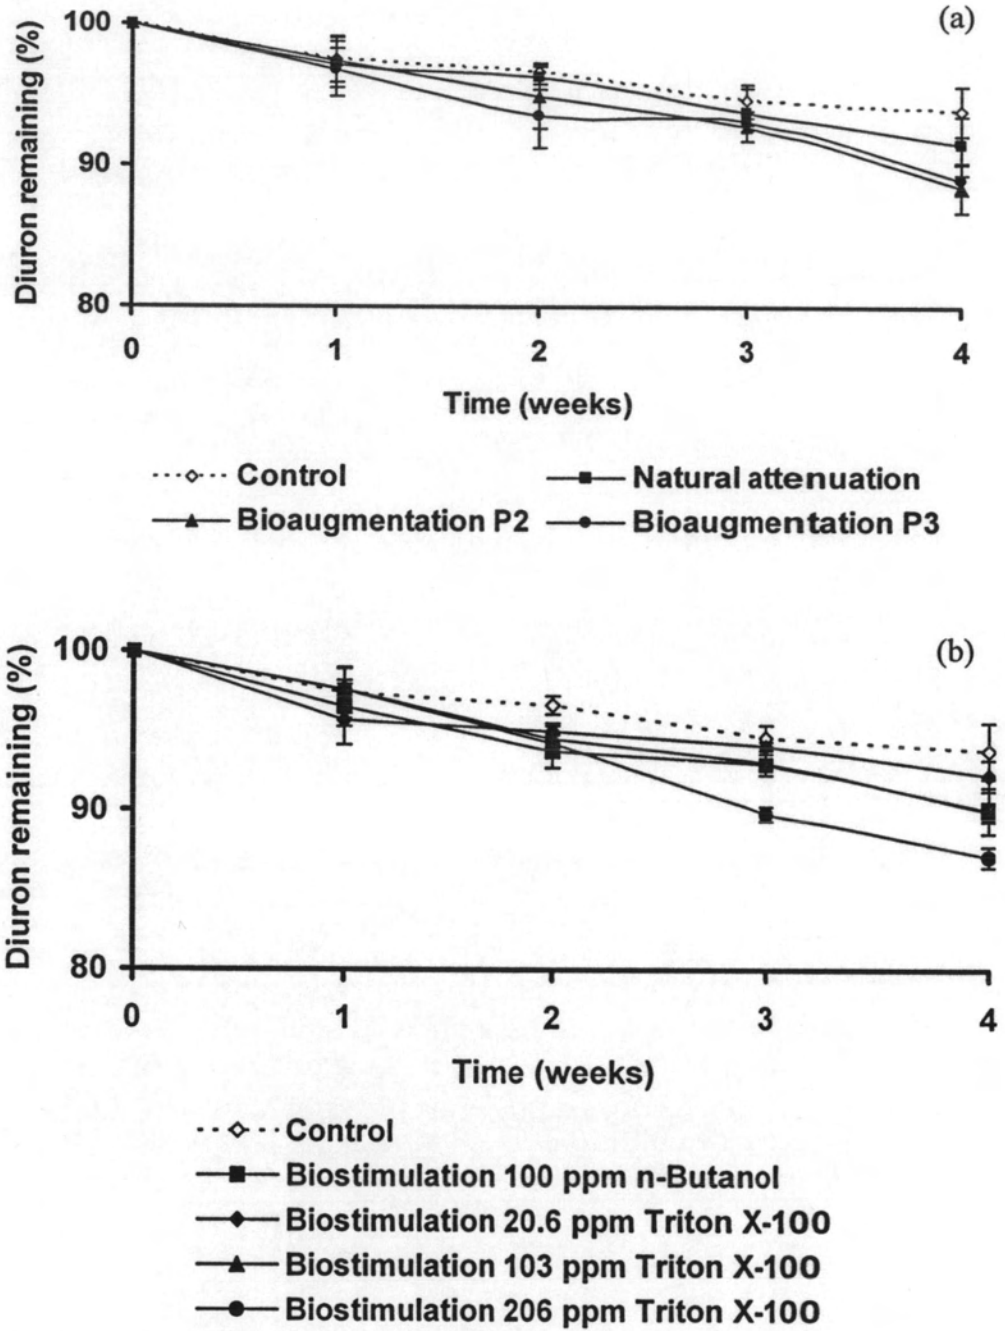 (a)
Diuron remaining (%)
100
90
80
0 1 2 3 4
Time (weeks)
Control
Natural attenuation
Bioaugmentation P2
Bioaugmentation P3
(b)
Diuron remaining (%)
100
90
80
0 1 2 3 4
Time (weeks)
Control
Biostimulation 100 ppm n-Butanol
Biostimulation 20.6 ppm Triton X-100
Biostimulation 103 ppm Triton X-100
Biostimulation 206 ppm Triton X-100